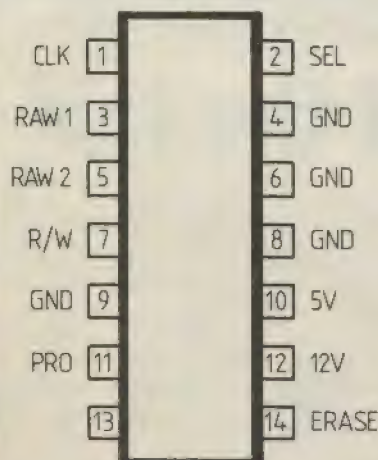 CLK 1 2 SEL
RAW 1 3 4 GND
RAW 2 5 6 GND
R/W 7 8 GND
GND 9 10 5V
PRO 11 12 12V
13 14 ERASE